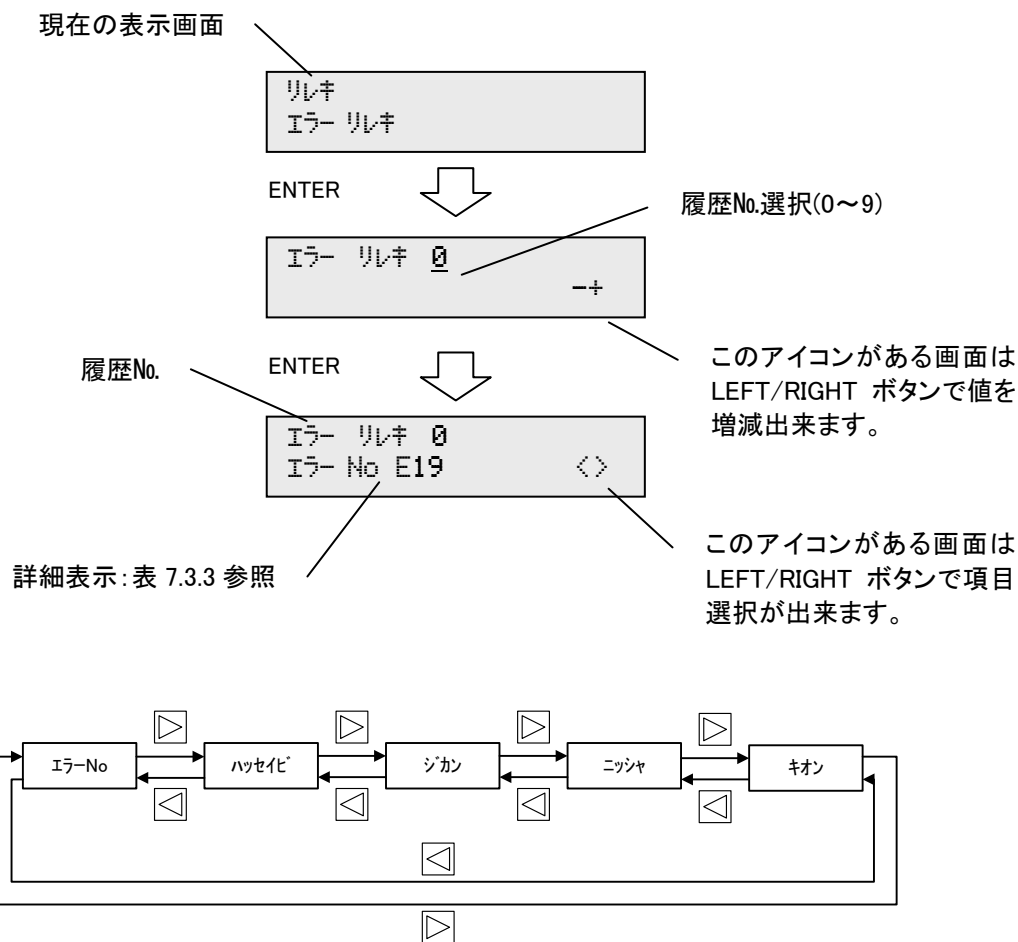 現在の表示画面
リレキ
エラー リレキ
ENTER
履歴№選択(0～9)
エラー リレキ 0
－+
履歴№
ENTER
このアイコンがある画面は
LEFT/RIGHT ボタンで値を
増減出来ます。
エラー リレキ 0
エラー No E19 <>
詳細表示：表 7.3.3 参照
このアイコンがある画面は
LEFT/RIGHT ボタンで項目
選択が出来ます。
エラーNo
ハッセイビ
ジカン
ニッシャ
キオン